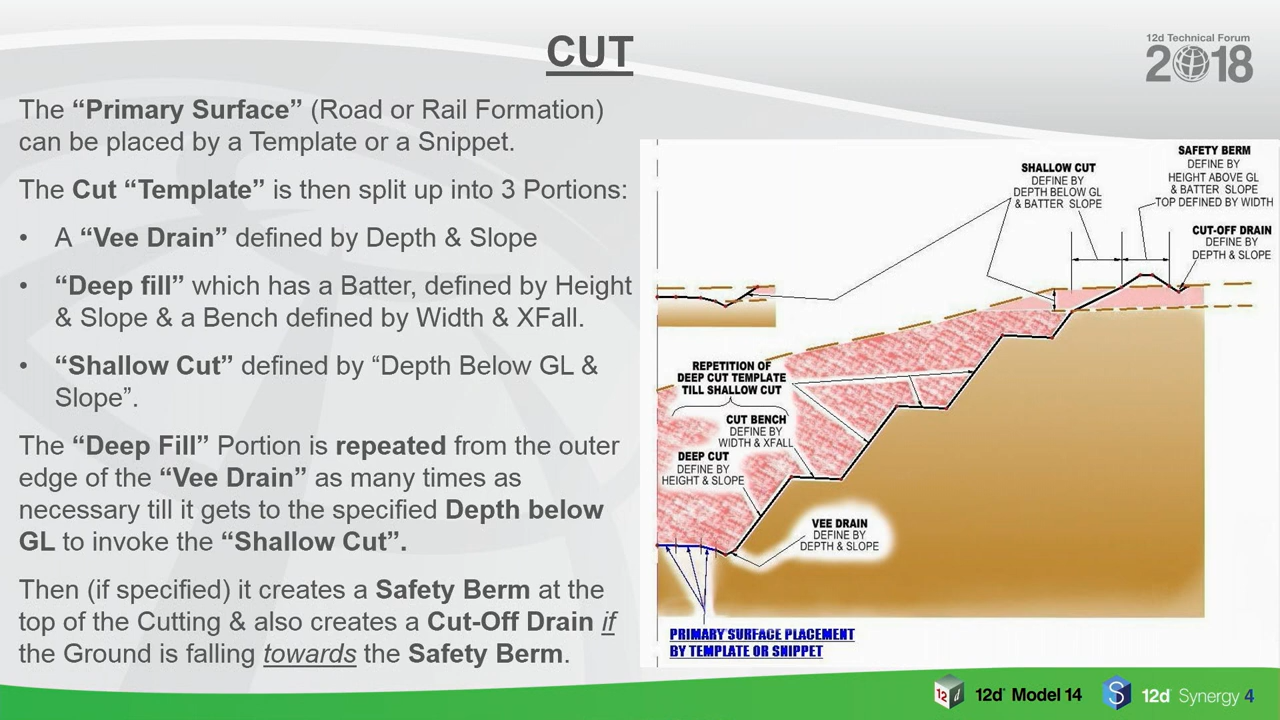 CUT
12d Technical Forum
2018
The “Primary Surface” (Road or Rail Formation)
can be placed by a Template or a Snippet.
The Cut “Template” is then split up into 3 Portions:
• A “Vee Drain” defined by Depth & Slope
• “Deep fill” which has a Batter, defined by Height
& Slope & a Bench defined by Width & XFall.
• “Shallow Cut” defined by “Depth Below GL &
Slope”.
The “Deep Fill” Portion is repeated from the outer
edge of the “Vee Drain” as many times as
necessary till it gets to the specified Depth below
GL to invoke the “Shallow Cut”.
Then (if specified) it creates a Safety Berm at the
top of the Cutting & also creates a Cut-Off Drain if
the Ground is falling towards the Safety Berm.
SHALLOW CUT
DEFINE BY
DEPTH BELOW GL
& BATTER SLOPE
SAFETY BERM
DEFINE BY
HEIGHT ABOVE GL
& BATTER SLOPE
TOP DEFINED BY WIDTH
CUT-OFF DRAIN
DEFINE BY
DEPTH & SLOPE
REPETITION OF
DEEP CUT TEMPLATE
TILL SHALLOW CUT
CUT BENCH
DEFINE BY
WIDTH & XFALL
DEEP CUT
DEFINE BY
HEIGHT & SLOPE
VEE DRAIN
DEFINE BY
DEPTH & SLOPE
PRIMARY SURFACE PLACEMENT
BY TEMPLATE OR SNIPPET
12 d 12d® Model 14
S 12d® Synergy 4